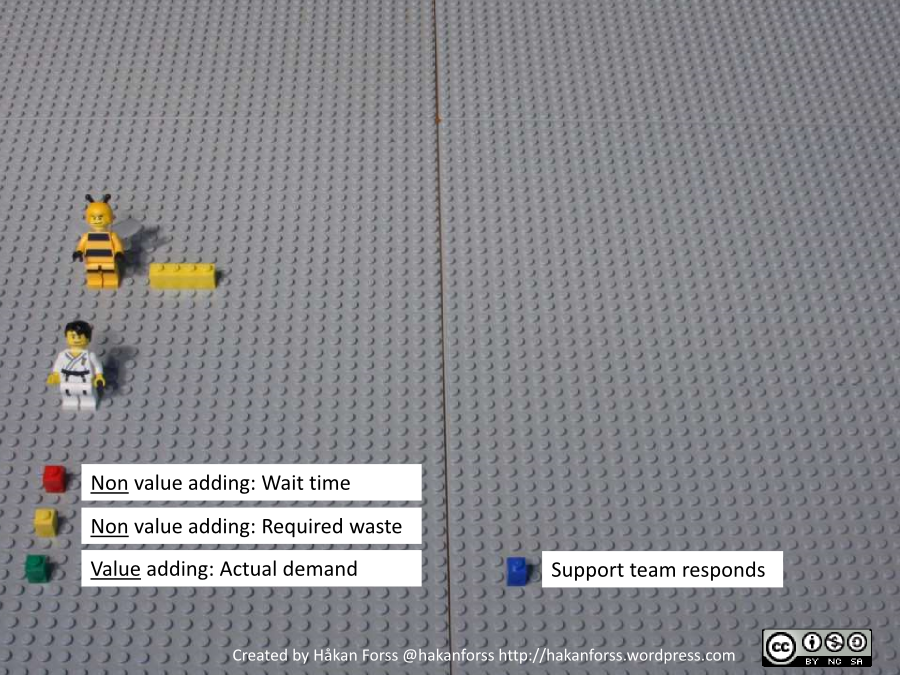 Non value adding: Wait time
Non value adding: Required waste
Value adding: Actual demand
Support team responds
Created by Håkan Forss @hakanforss http://hakanforss.wordpress.com
cc
BY NC SA